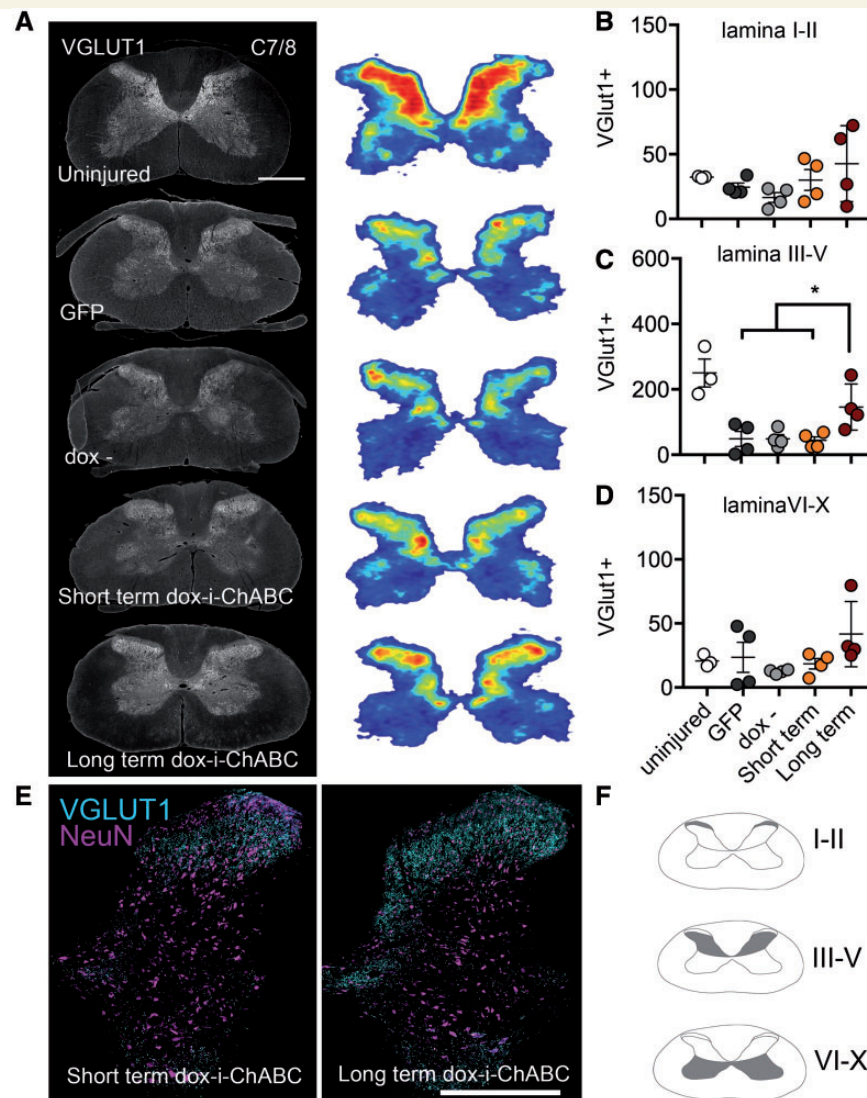 A
VGLUT1 C7/8
Uninjured
GFP
dox -
Short term dox-i-ChABC
Long term dox-i-ChABC
B
lamina I-II
VGlut1+
150
100
50
0
C
lamina III-V
VGlut1+
600
400
200
0
*
D
laminaVI-X
VGlut1+
150
100
50
0
uninjured
GFP
dox -
Short term
Long term
E
VGLUT1
NeuN
Short term dox-i-ChABC
Long term dox-i-ChABC
F
I-II
III-V
VI-X